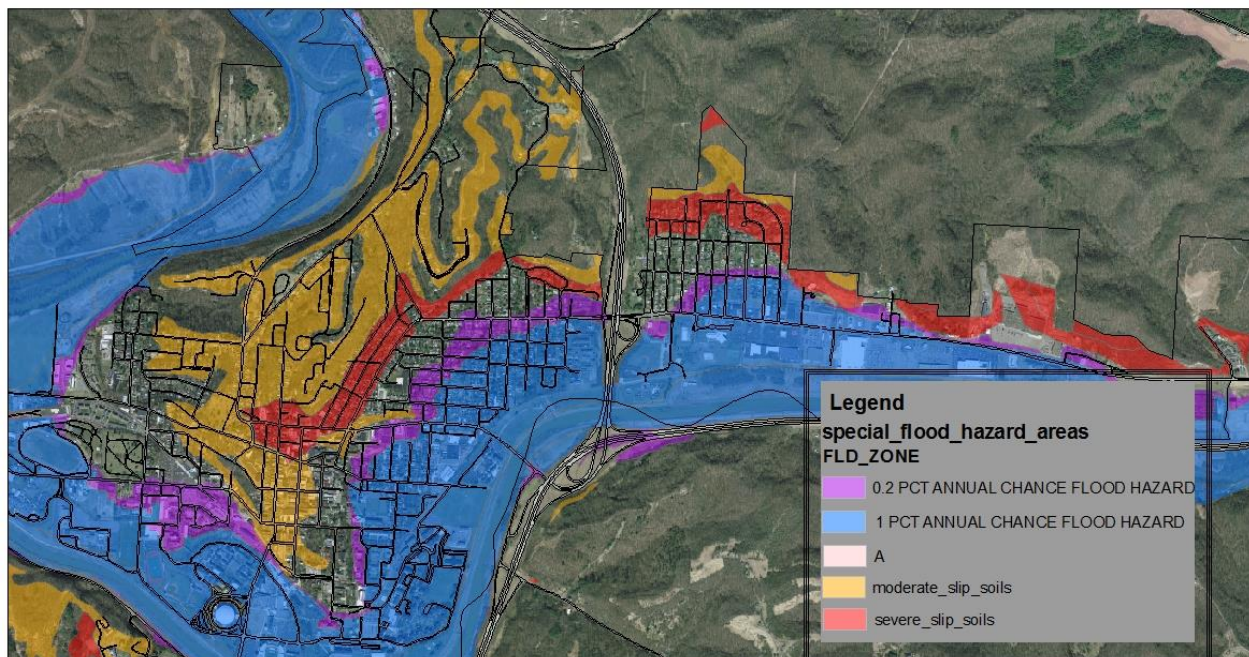 Legend
special_flood_hazard_areas
FLD_ZONE
0.2 PCT ANNUAL CHANCE FLOOD HAZARD
1 PCT ANNUAL CHANCE FLOOD HAZARD
A
moderate_slip_soils
severe_slip_soils